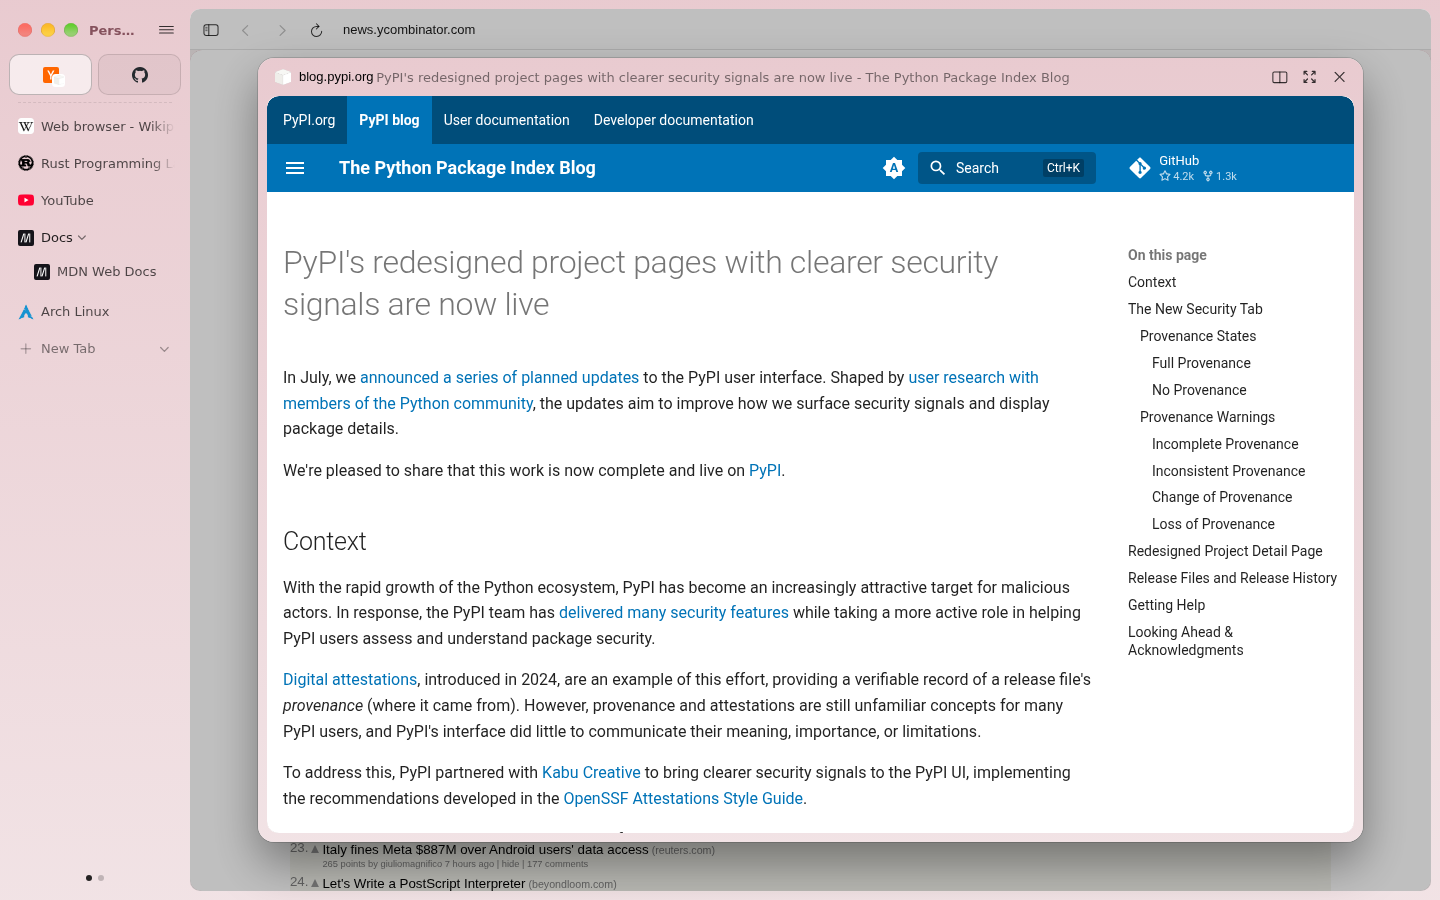 Pers...
news.ycombinator.com
Web browser - Wikip
Rust Programming L
YouTube
Docs
MDN Web Docs
Arch Linux
New Tab
blog.pypi.org PyPI's redesigned project pages with clearer security signals are now live - The Python Package Index Blog
PyPI.org PyPI blog User documentation Developer documentation
The Python Package Index Blog
Search Ctrl+K
GitHub
4.2k 1.3k
PyPI's redesigned project pages with clearer security
signals are now live
In July, we announced a series of planned updates to the PyPI user interface. Shaped by user research with
members of the Python community, the updates aim to improve how we surface security signals and display
package details.
We're pleased to share that this work is now complete and live on PyPI.
Context
With the rapid growth of the Python ecosystem, PyPI has become an increasingly attractive target for malicious
actors. In response, the PyPI team has delivered many security features while taking a more active role in helping
PyPI users assess and understand package security.
Digital attestations, introduced in 2024, are an example of this effort, providing a verifiable record of a release file's
provenance (where it came from). However, provenance and attestations are still unfamiliar concepts for many
PyPI users, and PyPI's interface did little to communicate their meaning, importance, or limitations.
To address this, PyPI partnered with Kabu Creative to bring clearer security signals to the PyPI UI, implementing
the recommendations developed in the OpenSSF Attestations Style Guide.
On this page
Context
The New Security Tab
Provenance States
Full Provenance
No Provenance
Provenance Warnings
Incomplete Provenance
Inconsistent Provenance
Change of Provenance
Loss of Provenance
Redesigned Project Detail Page
Release Files and Release History
Getting Help
Looking Ahead &
Acknowledgments
23. Italy fines Meta $887M over Android users' data access (reuters.com)
265 points by giuliomagnifico 7 hours ago | hide | 177 comments
24. Let's Write a PostScript Interpreter (beyondloom.com)